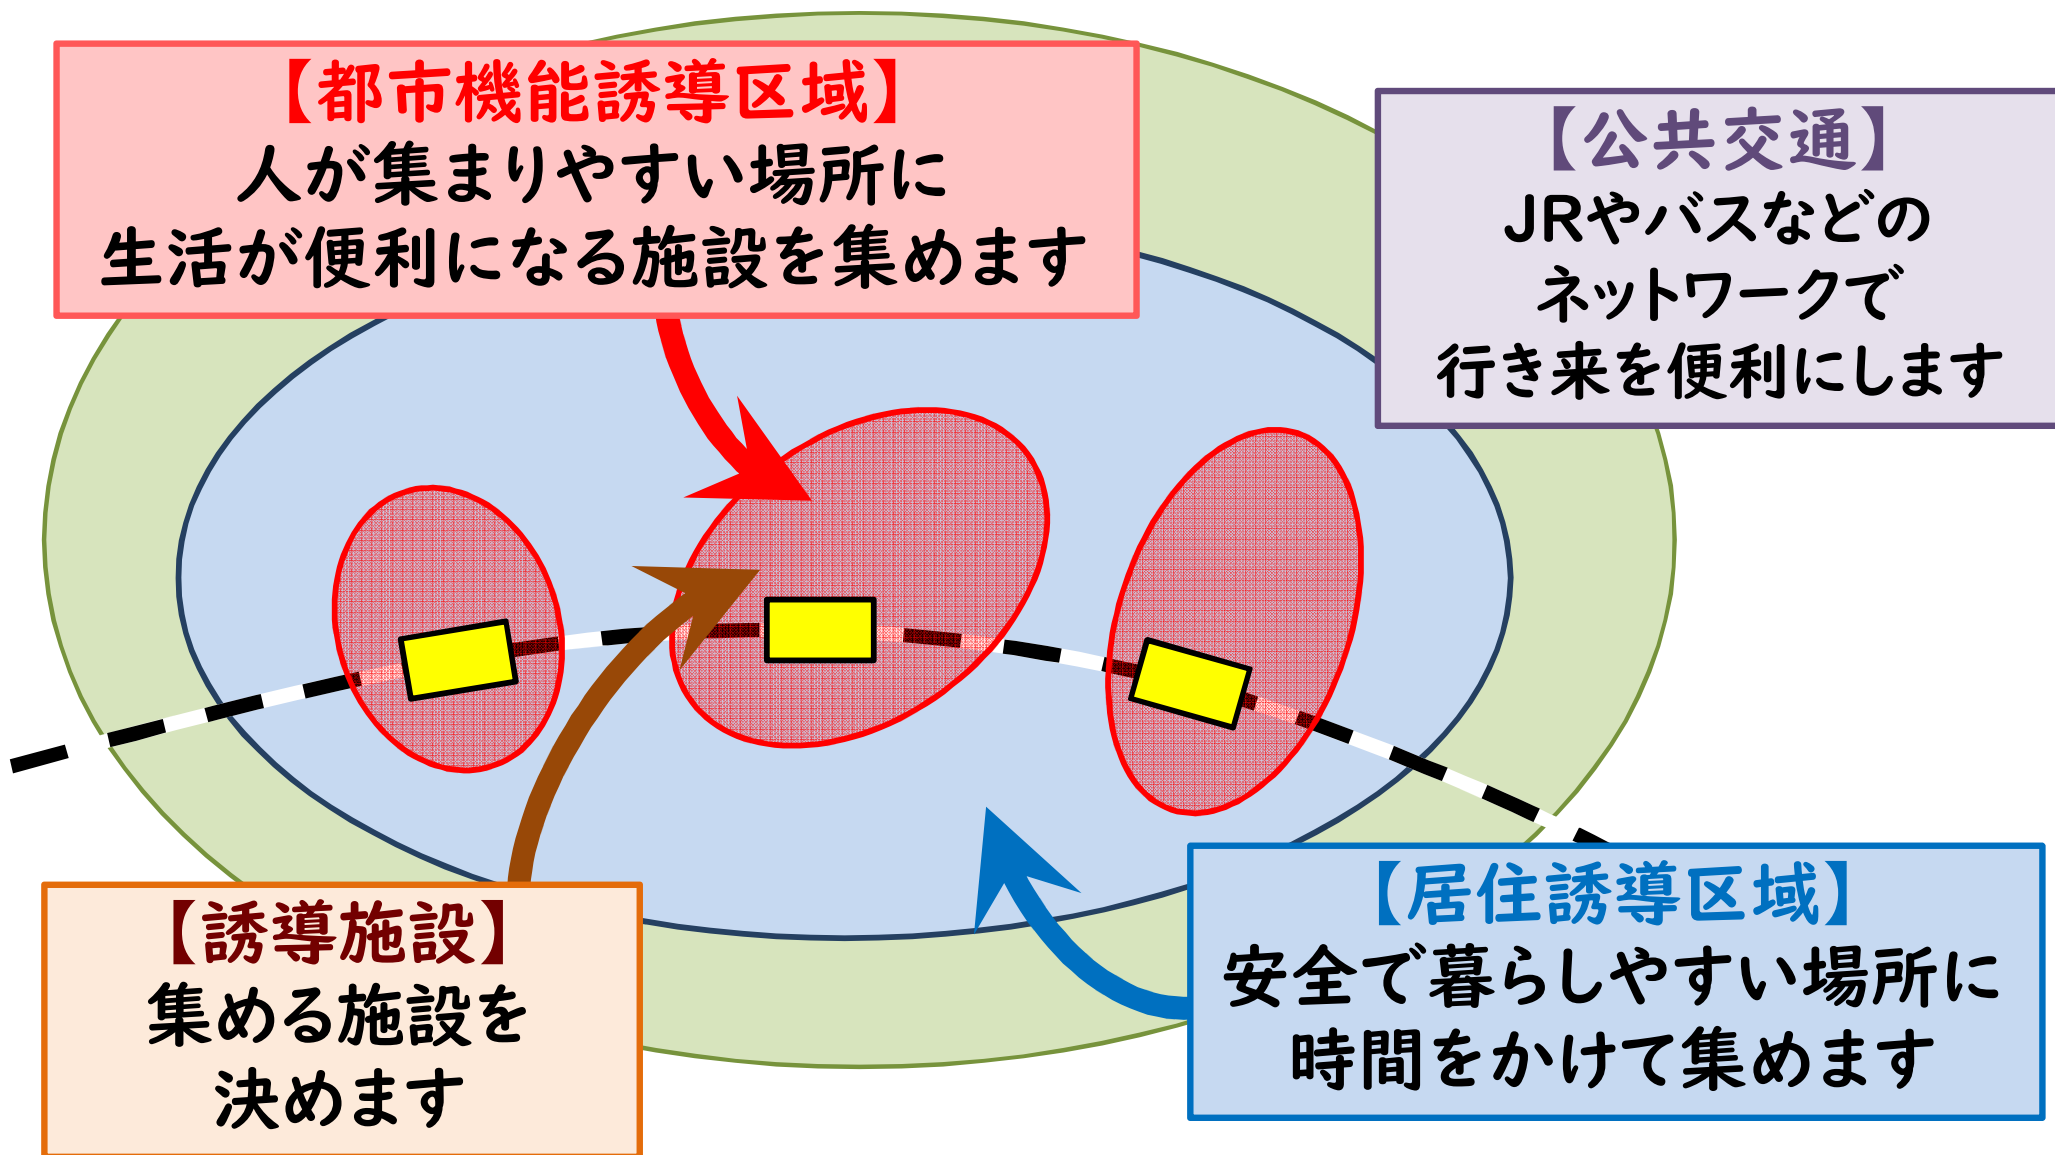 【都市機能誘導区域】
人が集まりやすい場所に
生活が便利になる施設を集めます
【公共交通】
JRやバスなどの
ネットワークで
行き来を便利にします
【誘導施設】
集める施設を
決めます
【居住誘導区域】
安全で暮らしやすい場所に
時間をかけて集めます